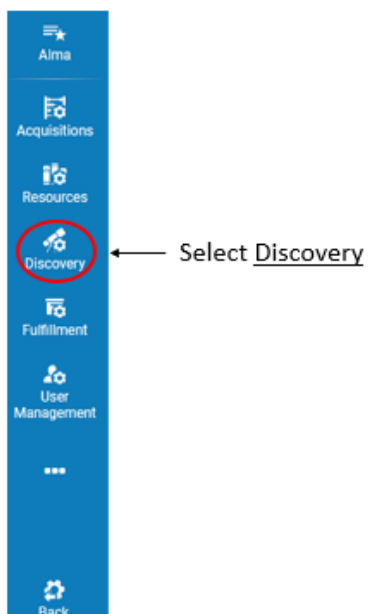 Alma
Acquisitions
Resources
Discovery
Select Discovery
Fulfillment
User
Management
Back